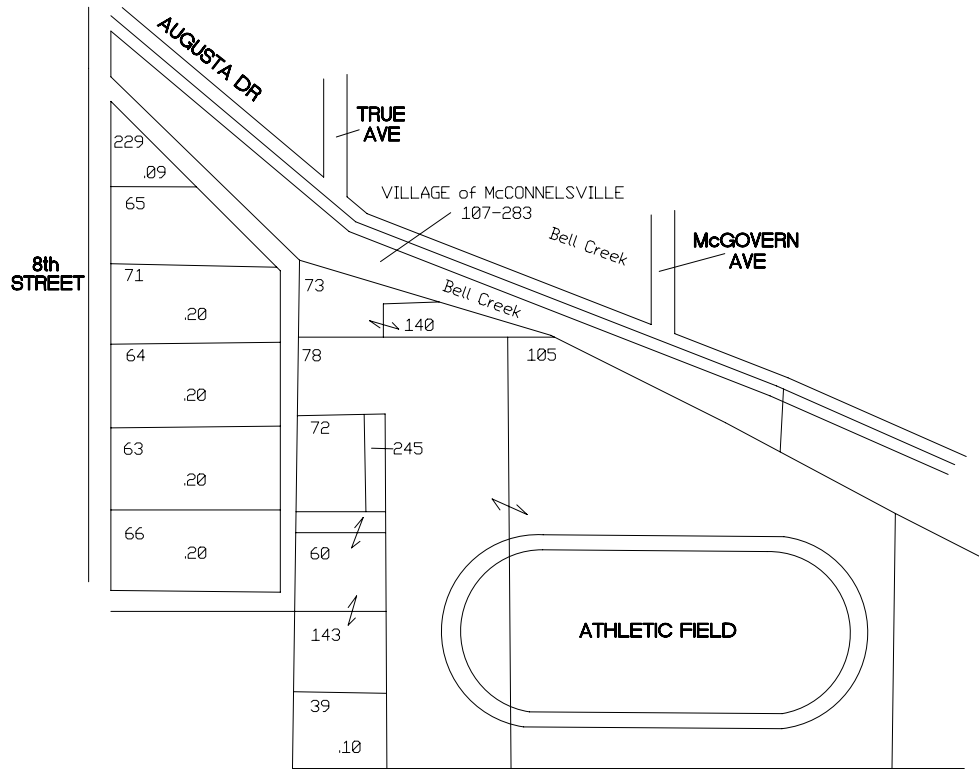 AUGUSTA DR
TRUE
AVE
229
.09
65
VILLAGE of McCONNELSVILLE
107-283
Bell Creek
McGOVERN
AVE
8th
STREET
71
.20
73
Bell Creek
140
64
.20
78
105
72
245
63
.20
66
.20
60
143
ATHLETIC FIELD
39
.10